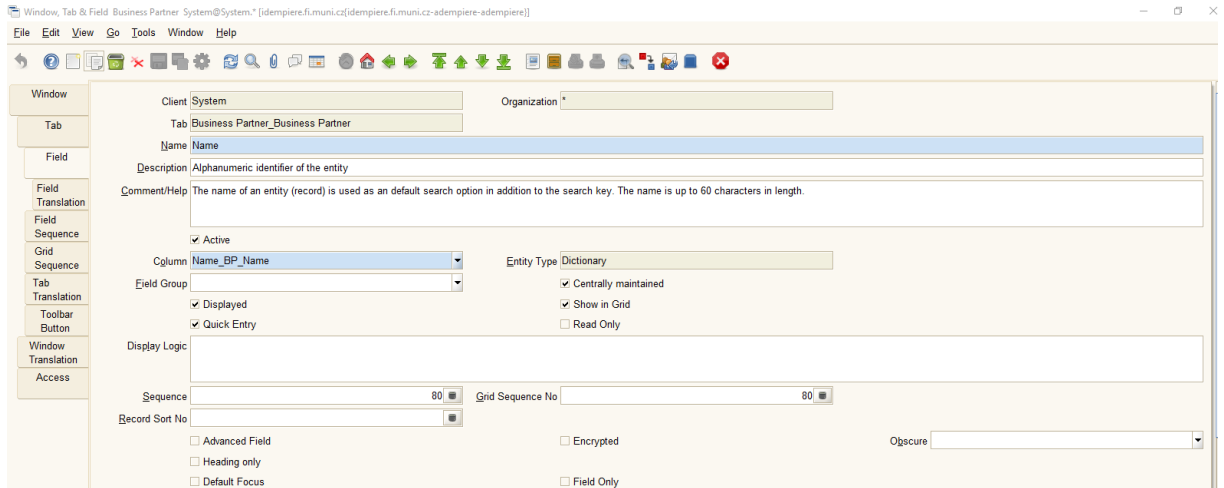 Window, Tab & Field Business Partner System@System.* [idempiere.fi.muni.cz{idempiere.fi.muni.cz-adempiere-adempiere}]
File Edit View Go Tools Window Help
Window
Client System Organization *
Tab
Tab Business Partner_Business Partner
Name Name
Field
Description Alphanumeric identifier of the entity
Field Translation
Comment/Help The name of an entity (record) is used as an default search option in addition to the search key. The name is up to 60 characters in length.
Field Sequence
Active
Grid Sequence
Column Name_BP_Name Entity Type Dictionary
Tab Translation
Field Group Centrally maintained
Displayed Show in Grid
Toolbar Button
Quick Entry Read Only
Window Translation
Display Logic
Access
Sequence 80 Grid Sequence No 80
Record Sort No
Advanced Field Encrypted Obscure
Heading only
Default Focus Field Only